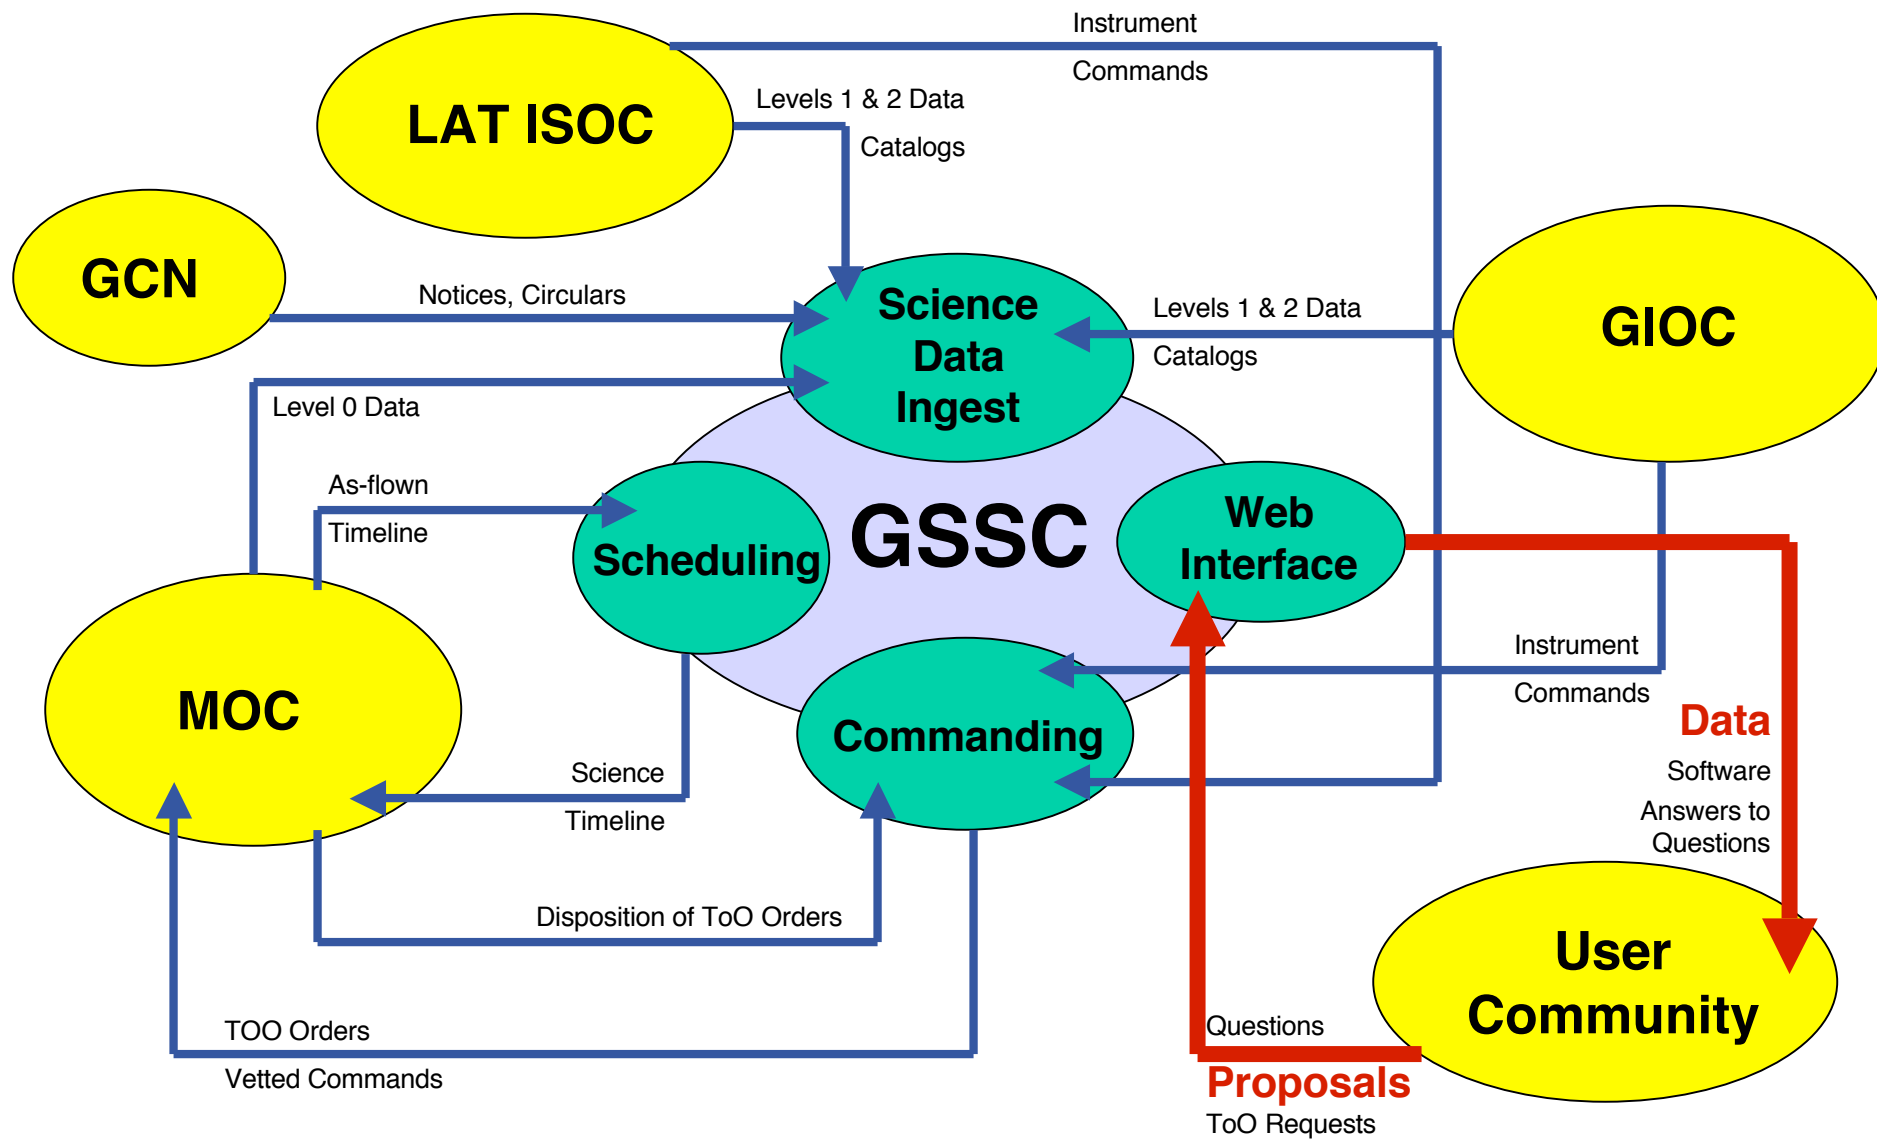 Instrument
Commands
LAT ISOC
Levels 1 & 2 Data
Catalogs
GCN
Notices, Circulars
Science
Data
Ingest
Levels 1 & 2 Data
Catalogs
GIOC
Level 0 Data
As-flown
Timeline
Scheduling
GSSC
Web
Interface
MOC
Commanding
Instrument
Commands
Data
Software
Answers to
Questions
Science
Timeline
Disposition of ToO Orders
User
Community
TOO Orders
Vetted Commands
Questions
Proposals
ToO Requests